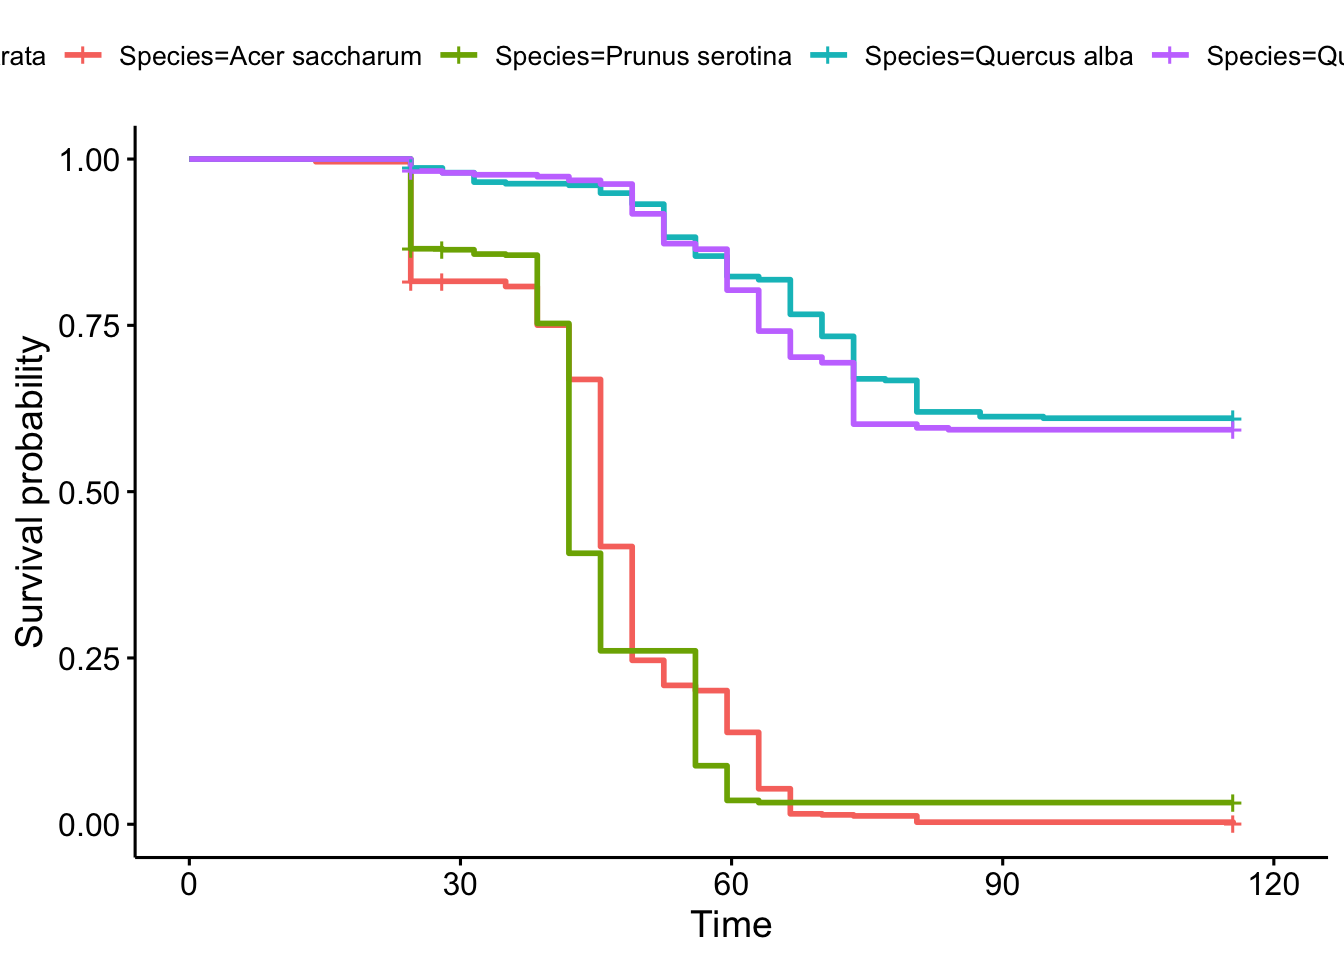 rata Species=Acer saccharum Species=Prunus serotina Species=Quercus alba Species=Qu
1.00
0.75
0.50
0.25
0.00
Survival probability
0 30 60 90 120
Time